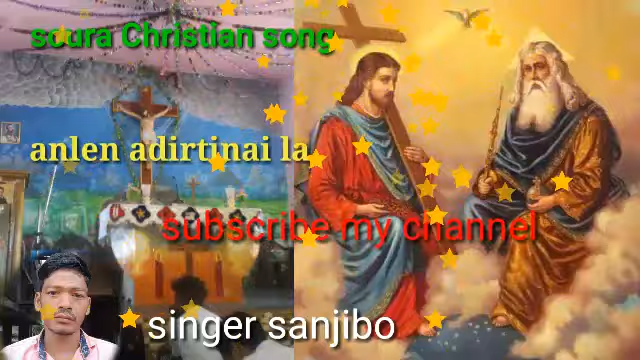 soura Christian song
anlen adirtinai la
subscribe my channel
singer sanjibo